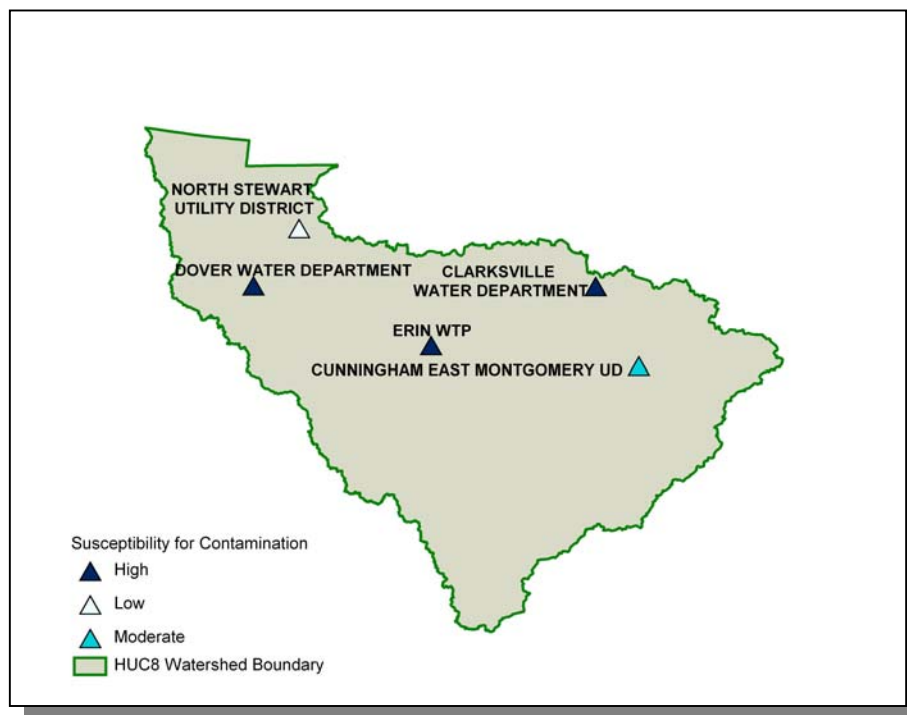 NORTH STEWART
UTILITY DISTRICT
DOVER WATER DEPARTMENT
CLARKSVILLE
WATER DEPARTMENT
ERIN WTP
CUNNINGHAM EAST MONTGOMERY UD
Susceptibility for Contamination
High
Low
Moderate
HUC8 Watershed Boundary